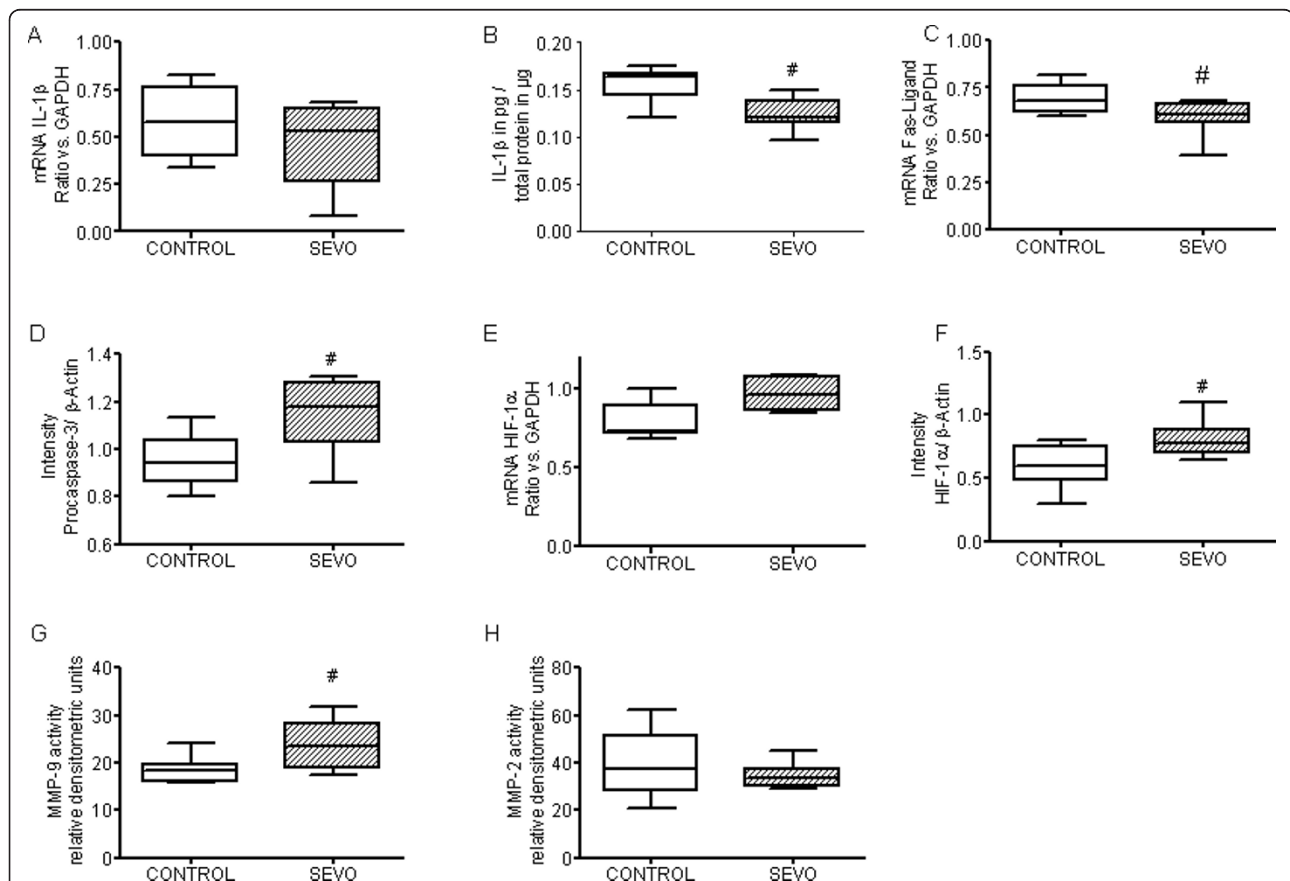 A
mRNA IL-1β
Ratio vs. GAPDH
1.00
0.75
0.50
0.25
0.00
CONTROL SEVO
B
IL-1β in pg /
total protein in µg
0.20
0.15
0.10
0.05
0.00
#
CONTROL SEVO
C
mRNA Fas-Ligand
Ratio vs. GAPDH
1.00
0.75
0.50
0.25
0.00
#
CONTROL SEVO
D
Intensity
Procaspase-3/ β-Actin
1.4
1.2
1.0
0.8
0.6
#
CONTROL SEVO
E
mRNA HIF-1α
Ratio vs. GAPDH
1.0
0.5
0.0
CONTROL SEVO
F
Intensity
HIF-1α/ β-Actin
1.5
1.0
0.5
0.0
#
CONTROL SEVO
G
MMP-9 activity
relative densitometric units
40
30
20
10
0
#
CONTROL SEVO
H
MMP-2 activity
relative densitometric units
80
60
40
20
0
CONTROL SEVO